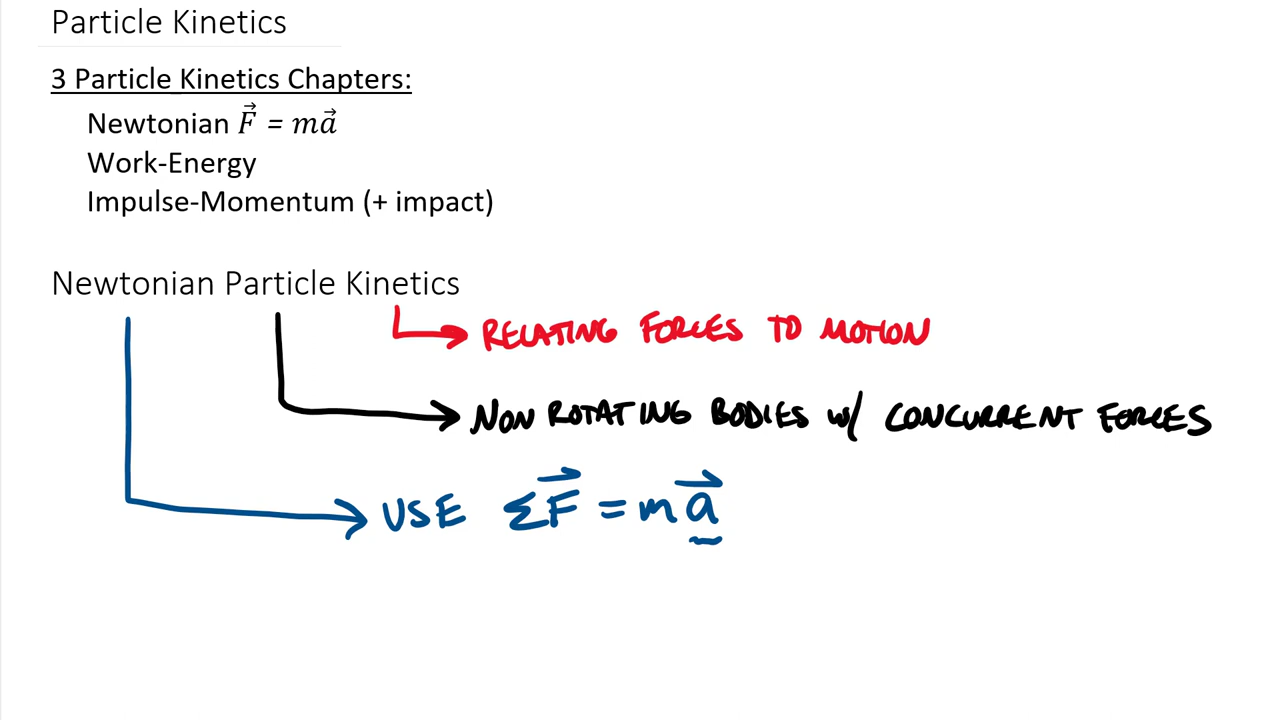 Particle Kinetics
3 Particle Kinetics Chapters:
Newtonian F⃗ = ma⃗
Work-Energy
Impulse-Momentum (+ impact)
Newtonian Particle Kinetics
RELATING FORCES TO MOTION
NON ROTATING BODIES w/ CONCURRENT FORCES
USE ΣF⃗ = ma⃗